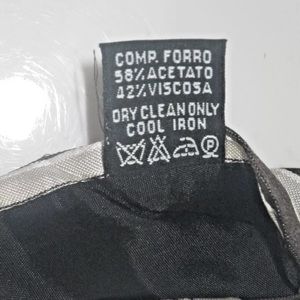 COMP. FORRO
58% ACETATO
42% VISCOSA
DRY CLEAN ONLY
COOL IRON
P